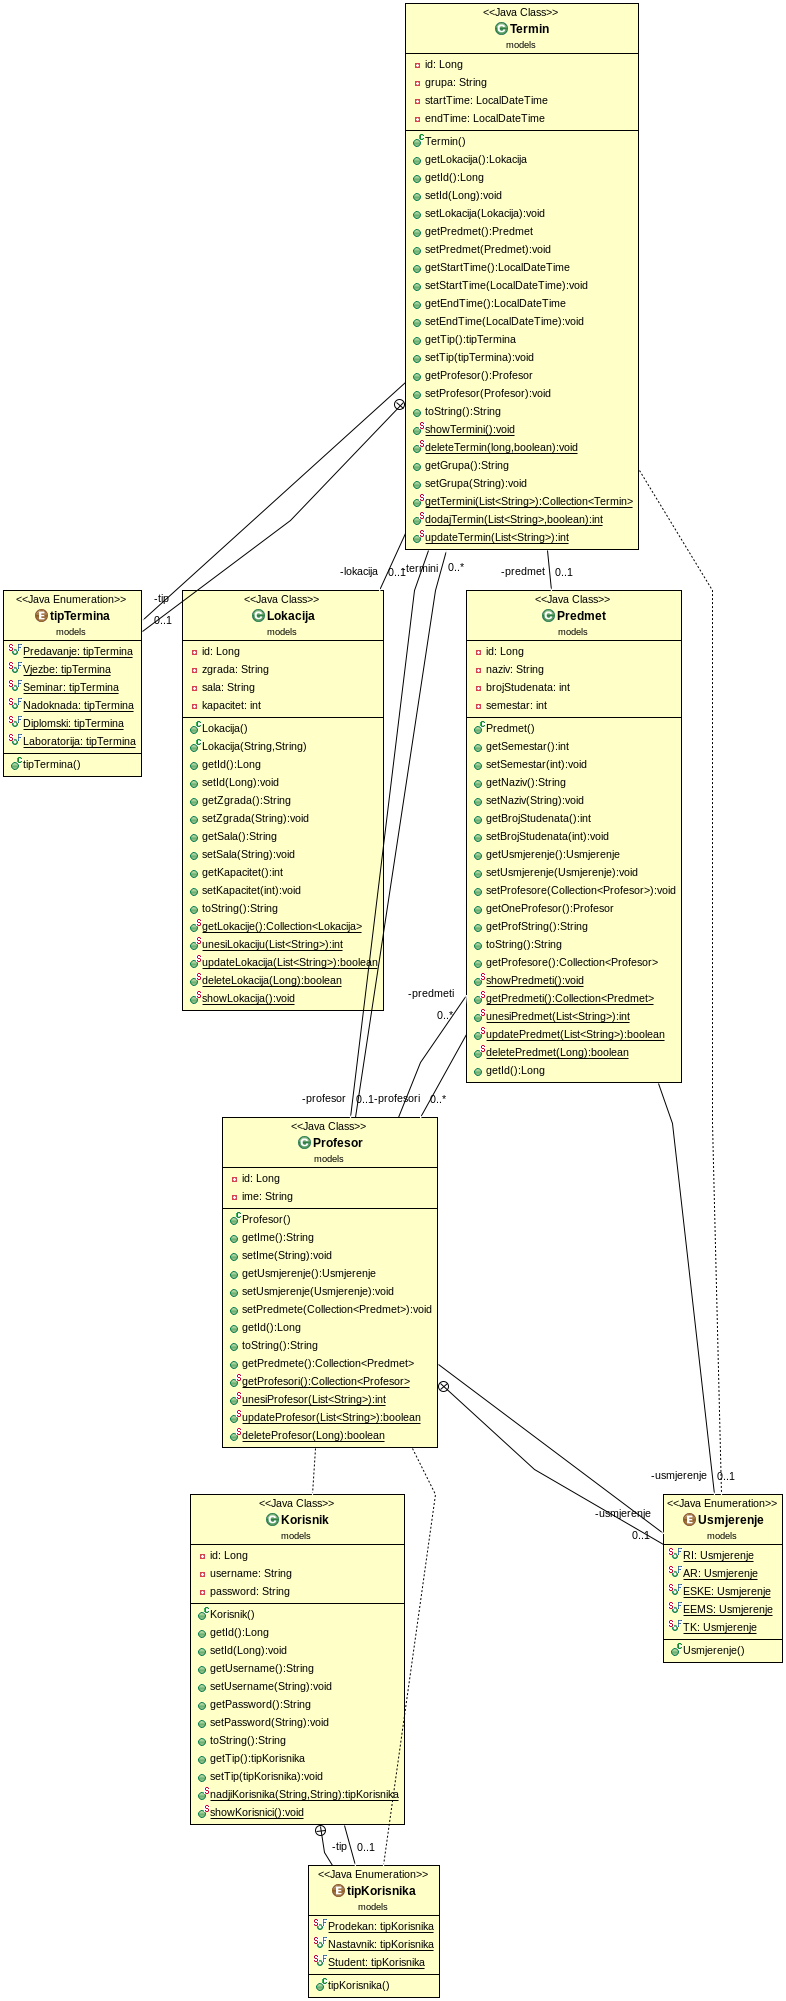 <<Java Class>>
Termin
models
id: Long
grupa: String
startTime: LocalDateTime
endTime: LocalDateTime
Termin()
getLokacija():Lokacija
getId():Long
setId(Long):void
setLokacija(Lokacija):void
getPredmet():Predmet
setPredmet(Predmet):void
getStartTime():LocalDateTime
setStartTime(LocalDateTime):void
getEndTime():LocalDateTime
setEndTime(LocalDateTime):void
getTip():tipTermina
setTip(tipTermina):void
getProfesor():Profesor
setProfesor(Profesor):void
toString():String
showTermini():void
deleteTermin(long,boolean):void
getGrupa():String
setGrupa(String):void
getTermini(List<String>):Collection<Termin>
dodajTermin(List<String>,boolean):int
updateTermin(List<String>):int
-tip
0..1
-lokacija 0..1
-termini 0..*
-predmet 0..1
<<Java Enumeration>>
tipTermina
models
Predavanje: tipTermina
Vjezbe: tipTermina
Seminar: tipTermina
Nadoknada: tipTermina
Diplomski: tipTermina
Laboratorija: tipTermina
tipTermina()
<<Java Class>>
Lokacija
models
id: Long
zgrada: String
sala: String
kapacitet: int
Lokacija()
Lokacija(String,String)
getId():Long
setId(Long):void
getZgrada():String
setZgrada(String):void
getSala():String
setSala(String):void
getKapacitet():int
setKapacitet(int):void
toString():String
getLokacije():Collection<Lokacija>
unesiLokaciju(List<String>):int
updateLokacija(List<String>):boolean
deleteLokacija(Long):boolean
showLokacija():void
<<Java Class>>
Predmet
models
id: Long
naziv: String
brojStudenata: int
semestar: int
Predmet()
getSemestar():int
setSemestar(int):void
getNaziv():String
setNaziv(String):void
getBrojStudenata():int
setBrojStudenata(int):void
getUsmjerenje():Usmjerenje
setUsmjerenje(Usmjerenje):void
setProfesore(Collection<Profesor>):void
getOneProfesor():Profesor
getProfString():String
toString():String
getProfesore():Collection<Profesor>
showPredmeti():void
getPredmeti():Collection<Predmet>
unesiPredmet(List<String>):int
updatePredmet(List<String>):boolean
deletePredmet(Long):boolean
getId():Long
-predmeti
0..*
-profesor 0..1
-profesori 0..*
<<Java Class>>
Profesor
models
id: Long
ime: String
Profesor()
getIme():String
setIme(String):void
getUsmjerenje():Usmjerenje
setUsmjerenje(Usmjerenje):void
setPredmete(Collection<Predmet>):void
getId():Long
toString():String
getPredmete():Collection<Predmet>
getProfesori():Collection<Profesor>
unesiProfesor(List<String>):int
updateProfesor(List<String>):boolean
deleteProfesor(Long):boolean
-usmjerenje 0..1
-usmjerenje
0..1
<<Java Class>>
Korisnik
models
id: Long
username: String
password: String
Korisnik()
getId():Long
setId(Long):void
getUsername():String
setUsername(String):void
getPassword():String
setPassword(String):void
toString():String
getTip():tipKorisnika
setTip(tipKorisnika):void
nadjiKorisnika(String,String):tipKorisnika
showKorisnici():void
<<Java Enumeration>>
Usmjerenje
models
RI: Usmjerenje
AR: Usmjerenje
ESKE: Usmjerenje
EEMS: Usmjerenje
TK: Usmjerenje
Usmjerenje()
-tip 0..1
<<Java Enumeration>>
tipKorisnika
models
Prodekan: tipKorisnika
Nastavnik: tipKorisnika
Student: tipKorisnika
tipKorisnika()